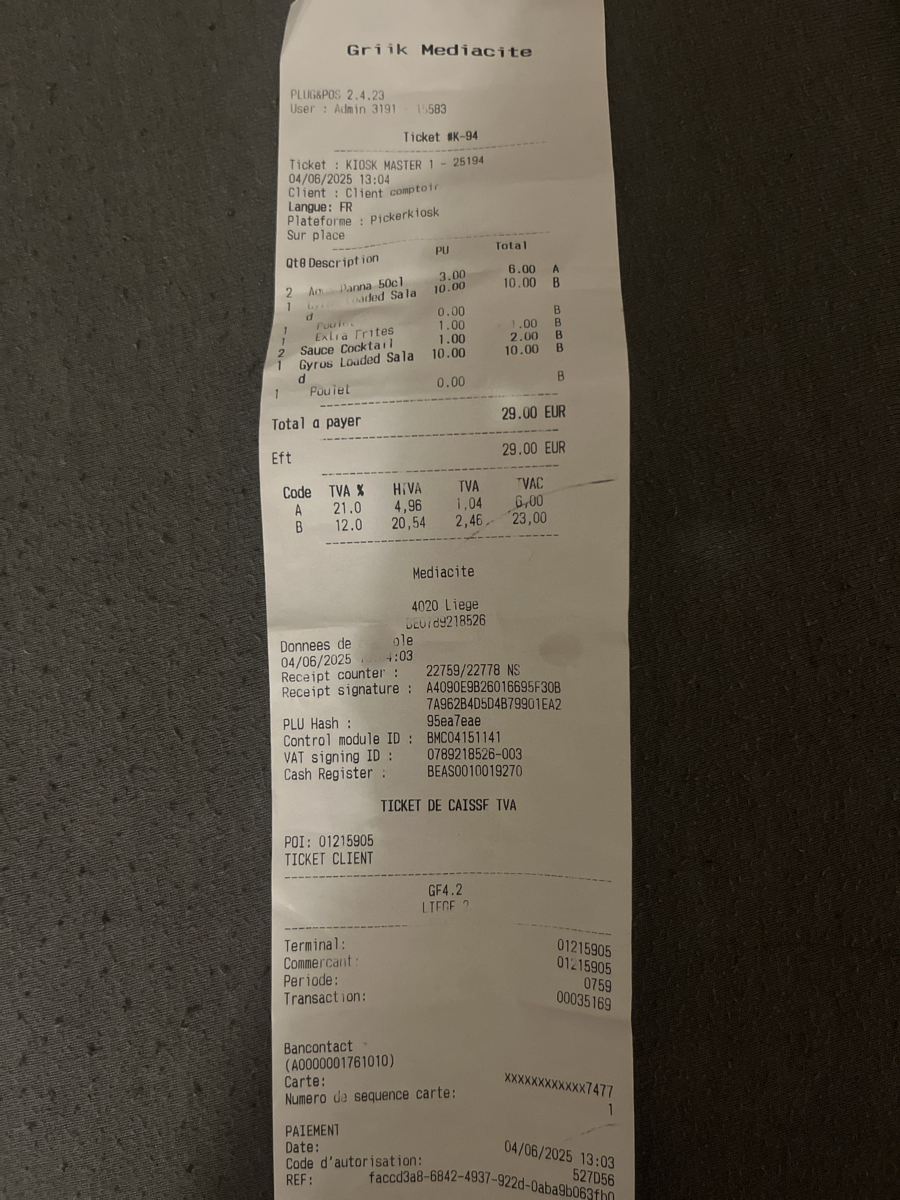 Griik Mediacite
PLUG&POS 2.4.23
User : Admin 3191 - 15583
Ticket #K-94
Ticket : KIOSK MASTER 1 - 25194
04/06/2025 13:04
Client : Client comptoir
Langue: FR
Plateforme : Pickerkiosk
Sur place
Qté Description PU Total
2 Panna 50cl 3.00 6.00 A
1 Loaded Sala 10.00 10.00 B
d
1 Poulet 0.00 B
1 Extra Frites 1.00 1.00 B
2 Sauce Cocktail 1.00 2.00 B
1 Gyros Loaded Sala 10.00 10.00 B
d
1 Poulet 0.00 B
Total a payer 29.00 EUR
Eft 29.00 EUR
Code TVA % HTVA TVA TVAC
A 21.0 4,96 1,04 6,00
B 12.0 20,54 2,46 23,00
Mediacite
4020 Liege
BE0789218526
Donnees de
04/06/2025 4:03
Receipt counter : 22759/22778 NS
Receipt signature : A4090E9B26016695F30B
7A962B4D5D4B79901EA2
PLU Hash : 95ea7eae
Control module ID : BMC04151141
VAT signing ID : 0789218526-003
Cash Register : BEAS0010019270
TICKET DE CAISSE TVA
POI: 01215905
TICKET CLIENT
GF4.2
LIEGE 2
Terminal: 01215905
Commercant: 01215905
Periode: 0759
Transaction: 00035169
Bancontact
(A0000001761010)
Carte: xxxxxxxxxxxx7477
Numero de sequence carte: 1
PAIEMENT
Date: 04/06/2025 13:03
Code d'autorisation: 527D56
REF: faccd3a8-6842-4937-922d-0aba9b063fb0